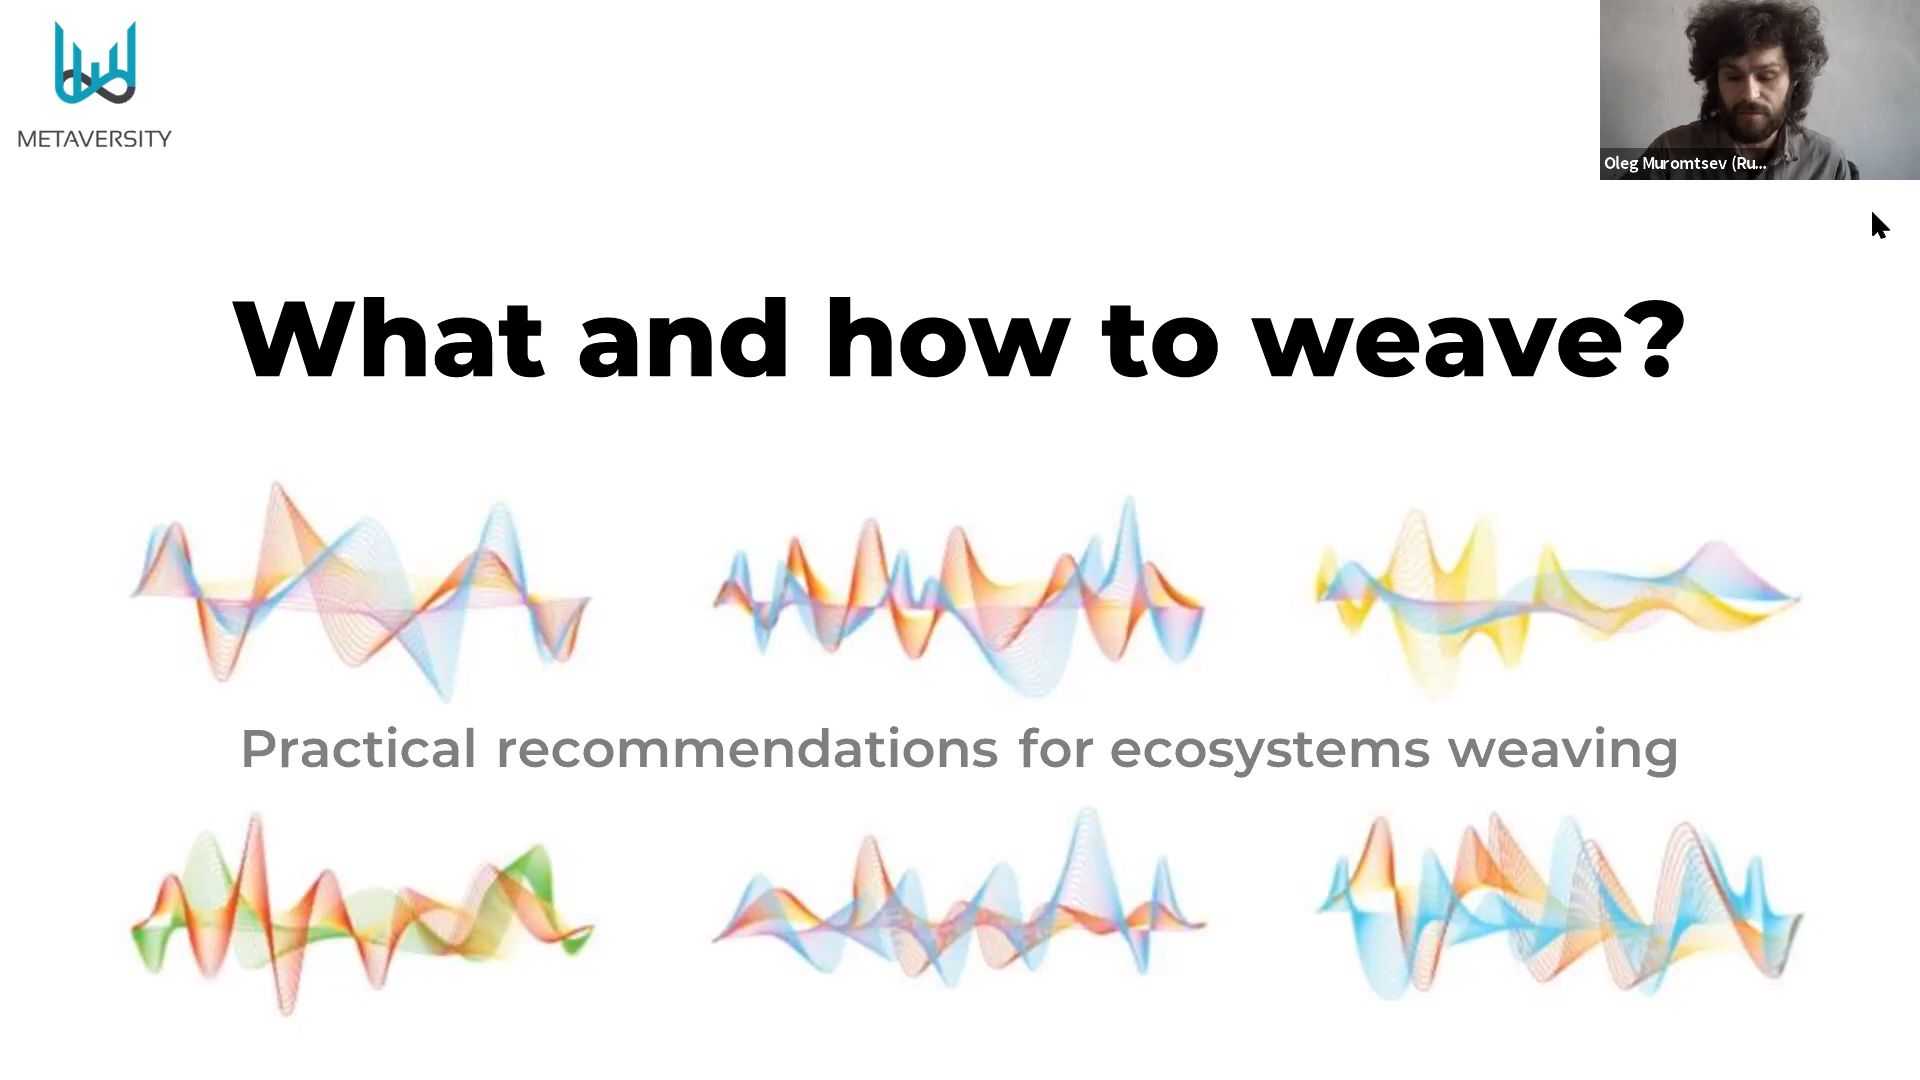 METAVERSITY
Oleg Muromtsev (Ru...
What and how to weave?
Practical recommendations for ecosystems weaving